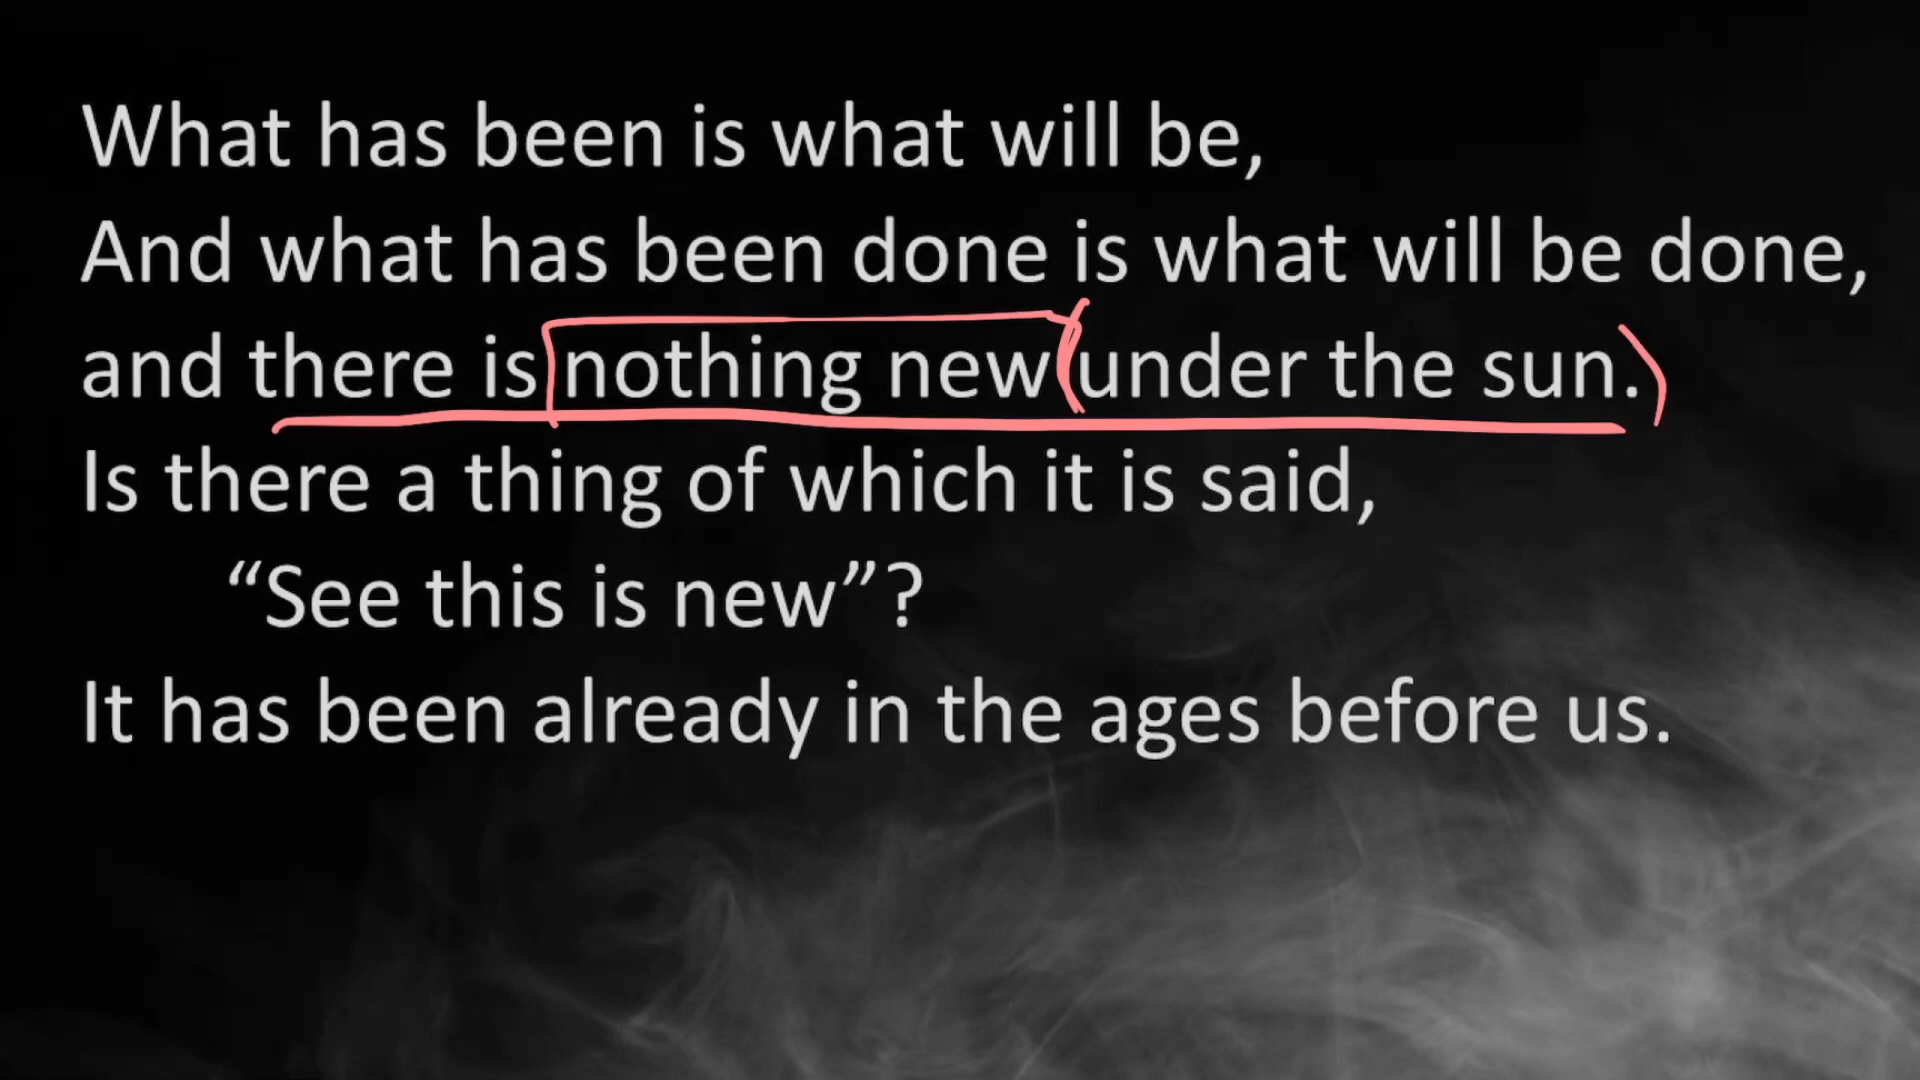 What has been is what will be,
And what has been done is what will be done,
and there is nothing new under the sun.
Is there a thing of which it is said,
“See this is new”?
It has been already in the ages before us.